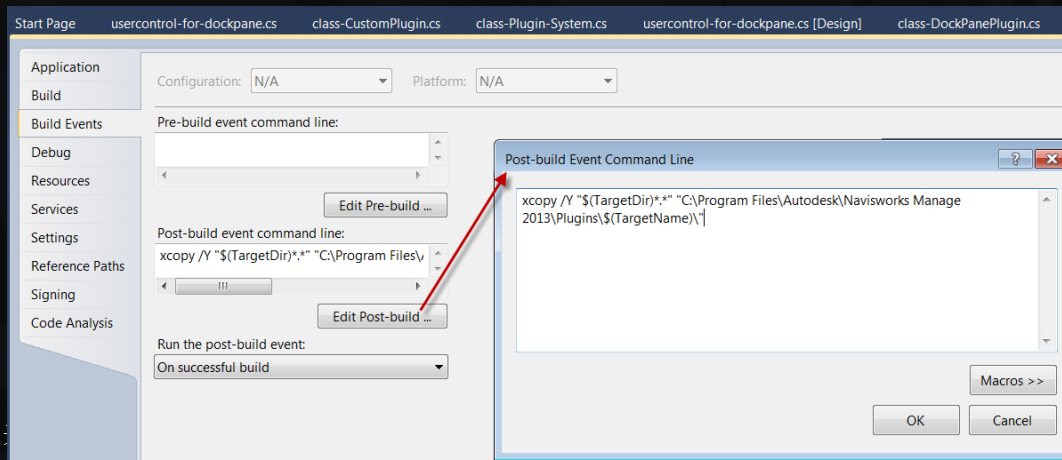 Start Page usercontrol-for-dockpane.cs class-CustomPlugin.cs class-Plugin-System.cs usercontrol-for-dockpane.cs [Design] class-DockPanePlugin.cs
Application
Build
Build Events
Debug
Resources
Services
Settings
Reference Paths
Signing
Code Analysis
Configuration: N/A Platform: N/A
Pre-build event command line:
Edit Pre-build ...
Post-build event command line:
xcopy /Y "$(TargetDir)*.*" "C:\Program Files\
Edit Post-build ...
Run the post-build event:
On successful build
Post-build Event Command Line
xcopy /Y "$(TargetDir)*.*" "C:\Program Files\Autodesk\Navisworks Manage
2013\Plugins\$(TargetName)\"
Macros >>
OK Cancel